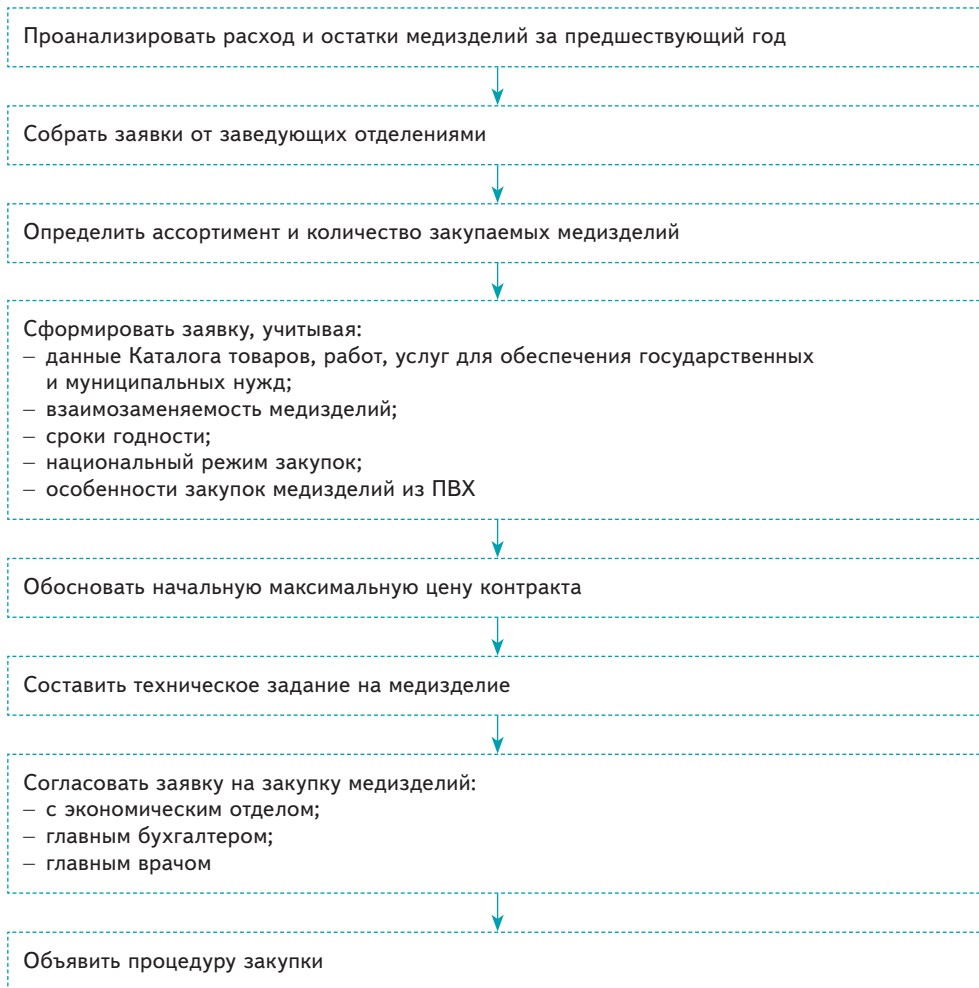 Проанализировать расход и остатки медизделий за предшествующий год
Собрать заявки от заведующих отделениями
Определить ассортимент и количество закупаемых медизделий
Сформировать заявку, учитывая:
– данные Каталога товаров, работ, услуг для обеспечения государственных
и муниципальных нужд;
– взаимозаменяемость медизделий;
– сроки годности;
– национальный режим закупок;
– особенности закупок медизделий из ПВХ
Обосновать начальную максимальную цену контракта
Составить техническое задание на медизделие
Согласовать заявку на закупку медизделий:
– с экономическим отделом;
– главным бухгалтером;
– главным врачом
Объявить процедуру закупки